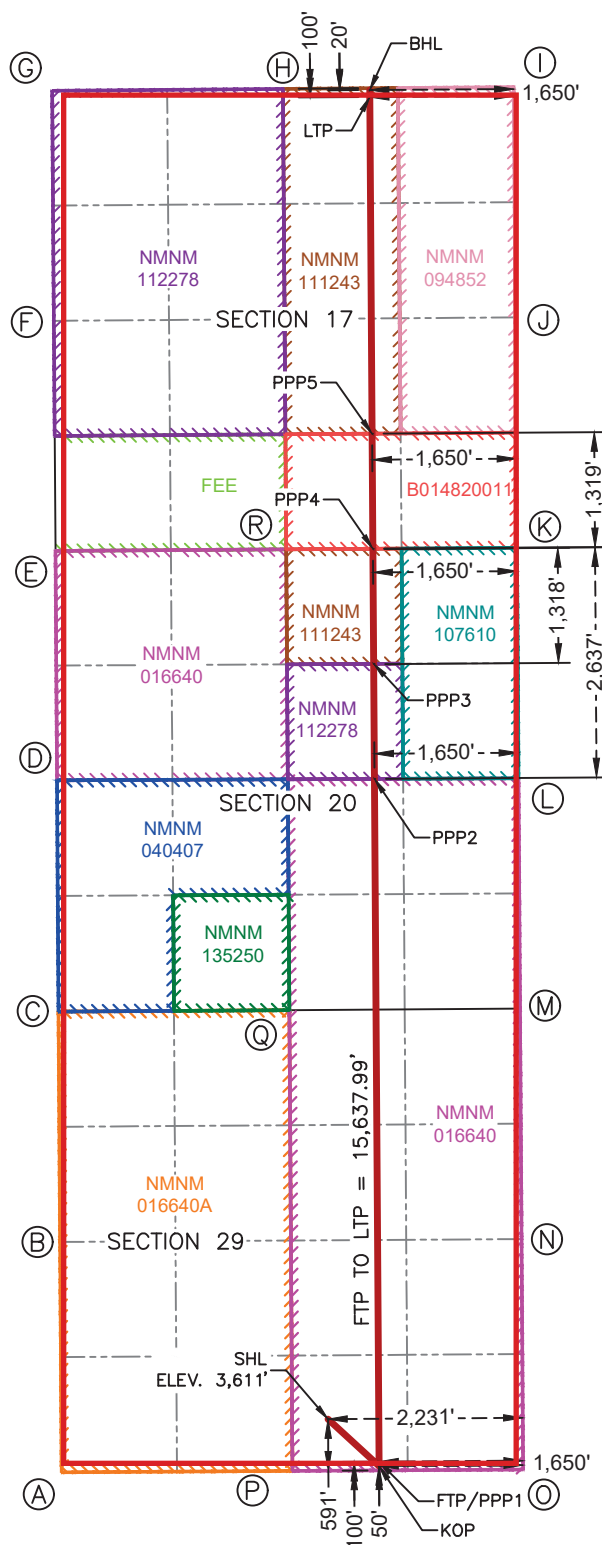 100'
20'
BHL
G
H
I
1,650'
LTP
NMNM
112278
NMNM
111243
NMNM
094852
F
SECTION 17
J
PPP5
1,650'
FEE
B014820011
1,319'
PPP4
R
K
E
1,650'
NMNM
016640
NMNM
111243
NMNM
107610
1,318'
2,637'
PPP3
NMNM
112278
D
1,650'
L
SECTION 20
NMNM
040407
PPP2
NMNM
135250
C
Q
M
FTP TO LTP = 15,637.99'
NMNM
016640
NMNM
016640A
B
SECTION 29
N
SHL
ELEV. 3,611'
2,231'
591'
100'
50'
1,650'
A
P
FTP/PPP1
O
KOP